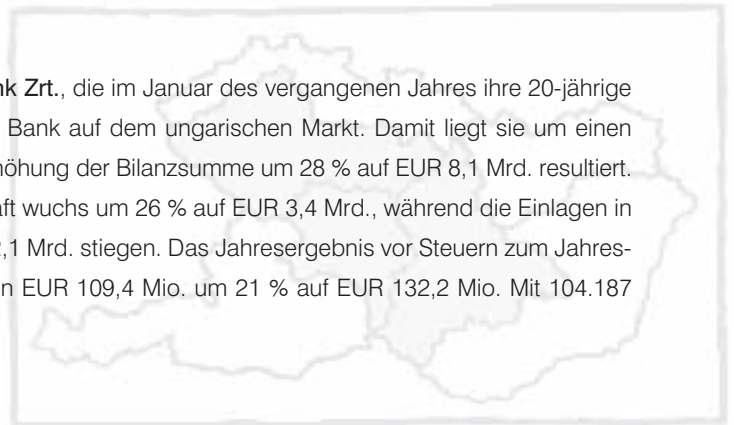 nk Zrt., die im Januar des vergangenen Jahres ihre 20-jährige
Bank auf dem ungarischen Markt. Damit liegt sie um einen
höhung der Bilanzsumme um 28 % auf EUR 8,1 Mrd. resultiert.
aft wuchs um 26 % auf EUR 3,4 Mrd., während die Einlagen in
2,1 Mrd. stiegen. Das Jahresergebnis vor Steuern zum Jahres-
n EUR 109,4 Mio. um 21 % auf EUR 132,2 Mio. Mit 104.187